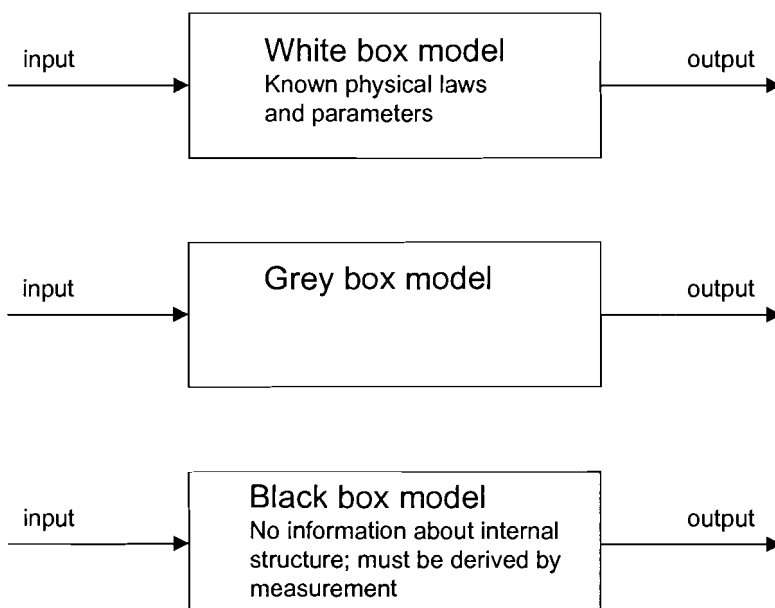 input
White box model
output
Known physical laws
and parameters
input
Grey box model
output
input
Black box model
output
No information about internal
structure; must be derived by
measurement